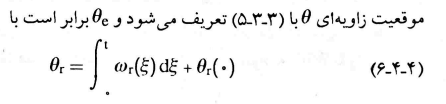 موقعیت زاویه‌ای θ با (۵-۳-۳) تعریف می‌شود و θe برابر است با
θr = ∫۰t ωr(ξ) dξ + θr(۰) (۶-۴-۴)